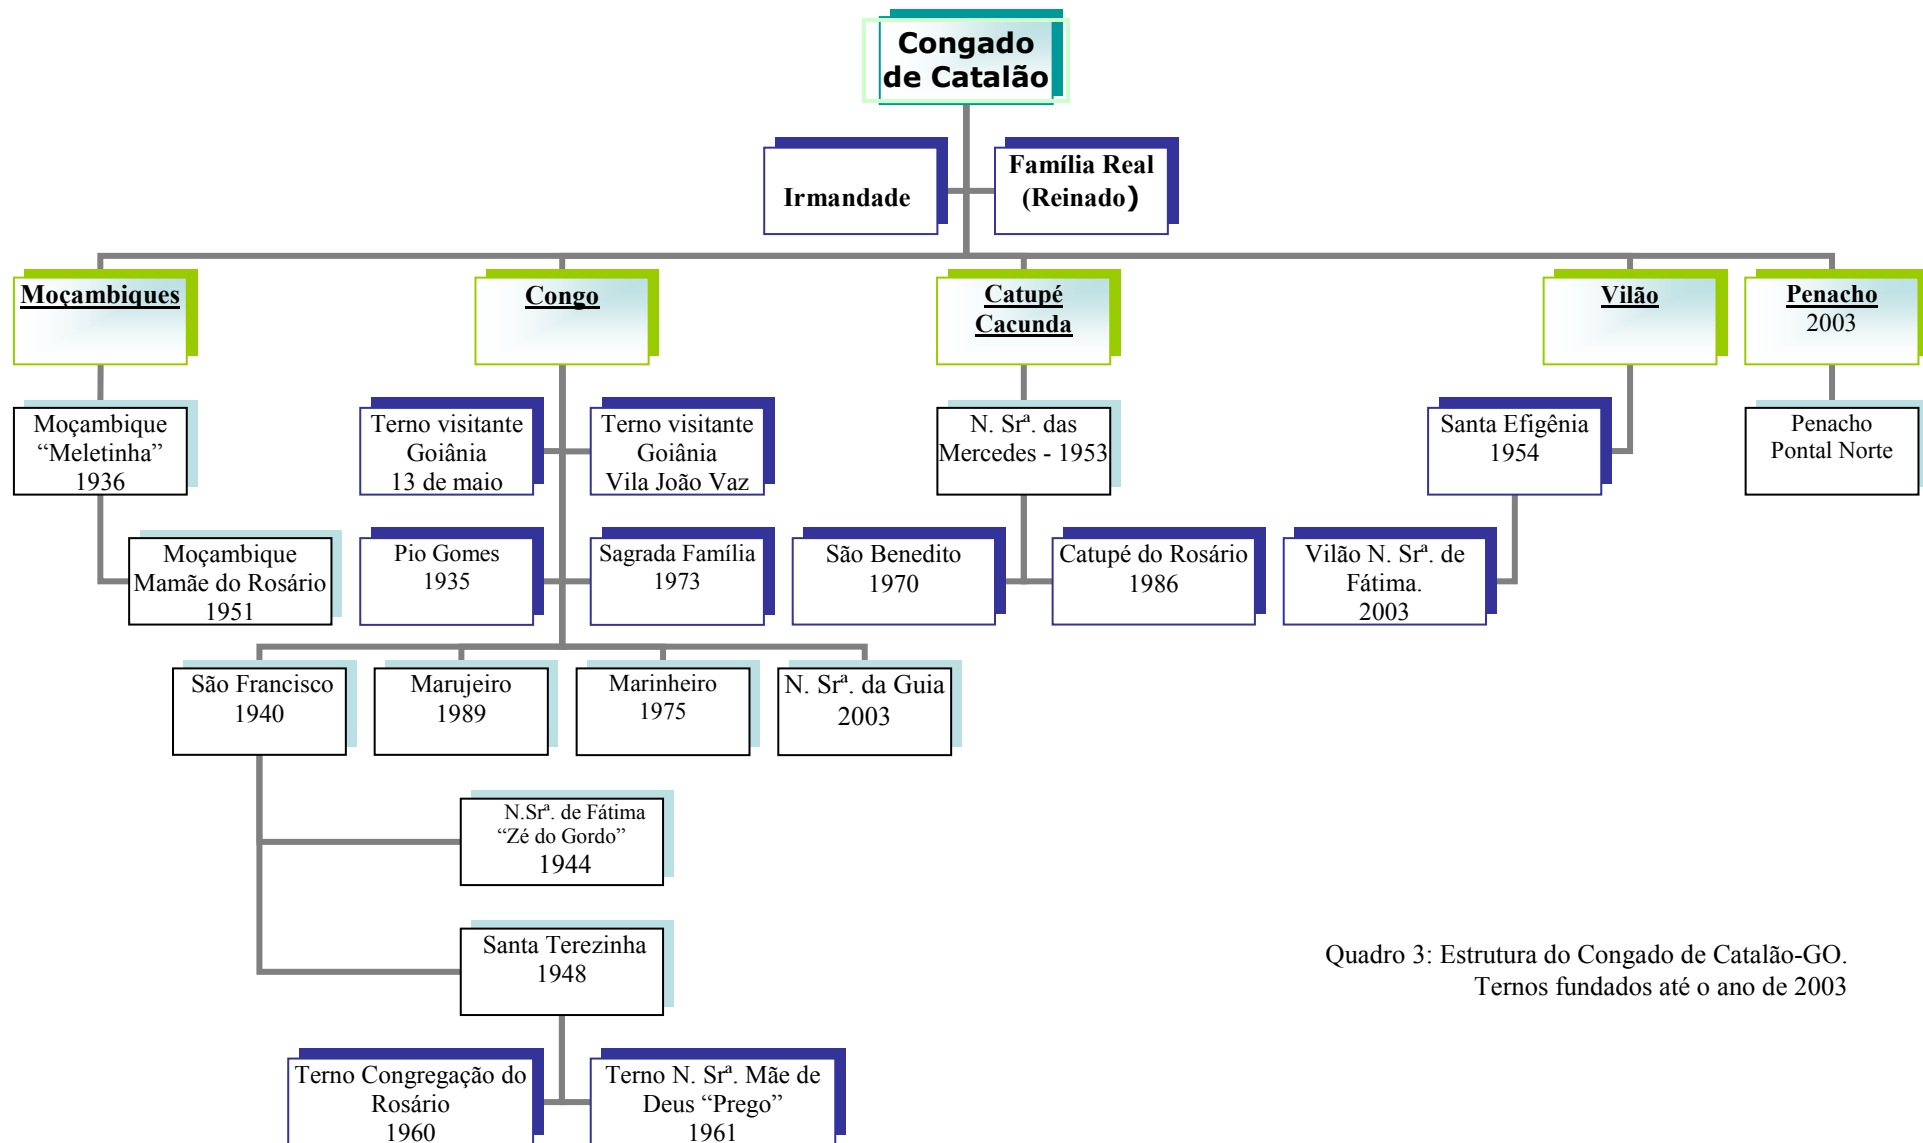 Congado
de Catalão
Irmandade
Família Real
(Reinado)
Moçambiques
Congo
Catupé
Cacunda
Vilão
Penacho
2003
Moçambique
“Meletinha”
1936
Terno visitante
Goiânia
13 de maio
Terno visitante
Goiânia
Vila João Vaz
N. Srª. das
Mercedes - 1953
Santa Efigênia
1954
Penacho
Pontal Norte
Moçambique
Mamãe do Rosário
1951
Pio Gomes
1935
Sagrada Família
1973
São Benedito
1970
Catupé do Rosário
1986
Vilão N. Srª. de
Fátima.
2003
São Francisco
1940
Marujeiro
1989
Marinheiro
1975
N. Srª. da Guia
2003
N.Srª. de Fátima
“Zé do Gordo”
1944
Santa Terezinha
1948
Quadro 3: Estrutura do Congado de Catalão-GO.
Ternos fundados até o ano de 2003
Terno Congregação do
Rosário
1960
Terno N. Srª. Mãe de
Deus “Prego”
1961